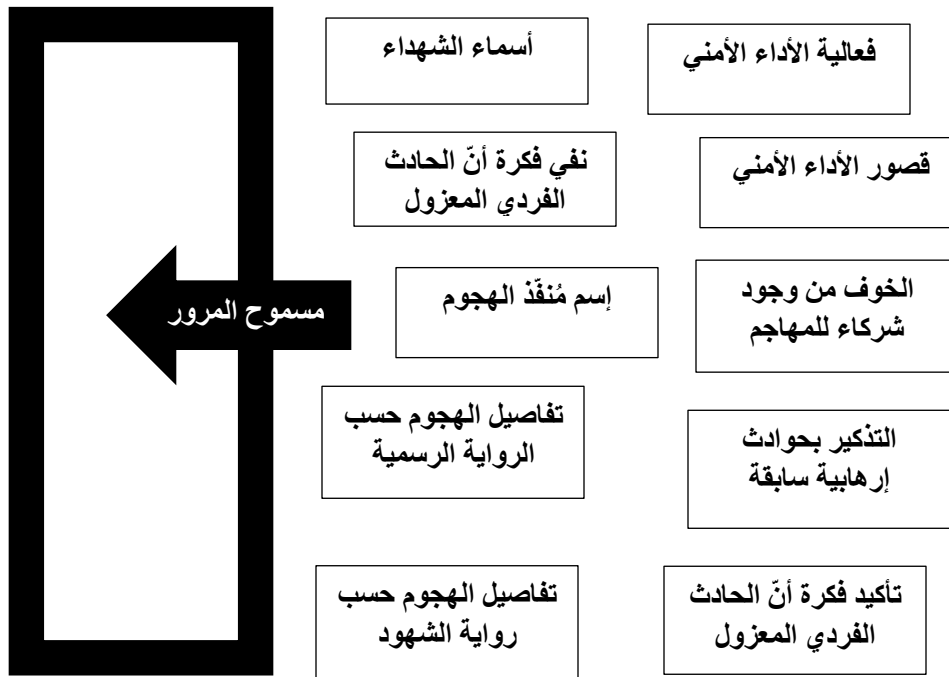 فعالية الأداء الأمني
أسماء الشهداء
قصور الأداء الأمني
نفي فكرة أنّ الحادث
الفردي المعزول
الخوف من وجود
شركاء للمهاجم
إسم مُنفّذ الهجوم
مسموح المرور
التذكير بحوادث
إرهابية سابقة
تفاصيل الهجوم حسب
الرواية الرسمية
تأكيد فكرة أنّ الحادث
الفردي المعزول
تفاصيل الهجوم حسب
رواية الشهود